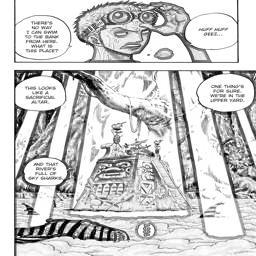 THERE'S
NO WAY
I CAN SWIM
TO THE BANK
FROM HERE.
WHAT IS
THIS PLACE?
HUFF HUFF
GEEZ...
THIS LOOKS
LIKE A
SACRIFICIAL
ALTAR.
ONE THING'S
FOR SURE.
WE'RE IN THE
UPPER YARD.
AND THAT
RIVER'S
FULL OF
SKY SHARKS.